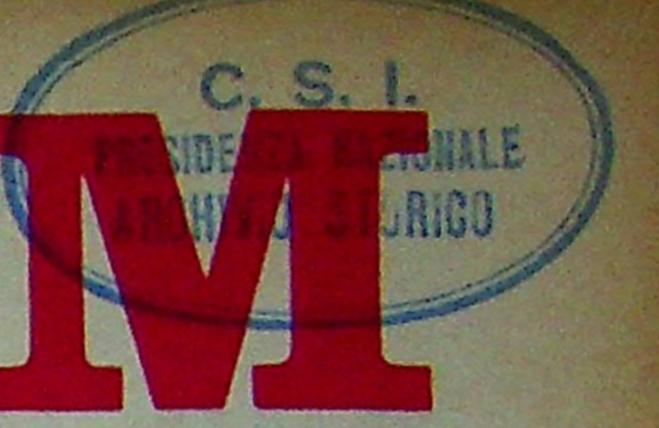 C. S. I.
PRESIDENZA NAZIONALE
ARCHIVIO STORICO
M